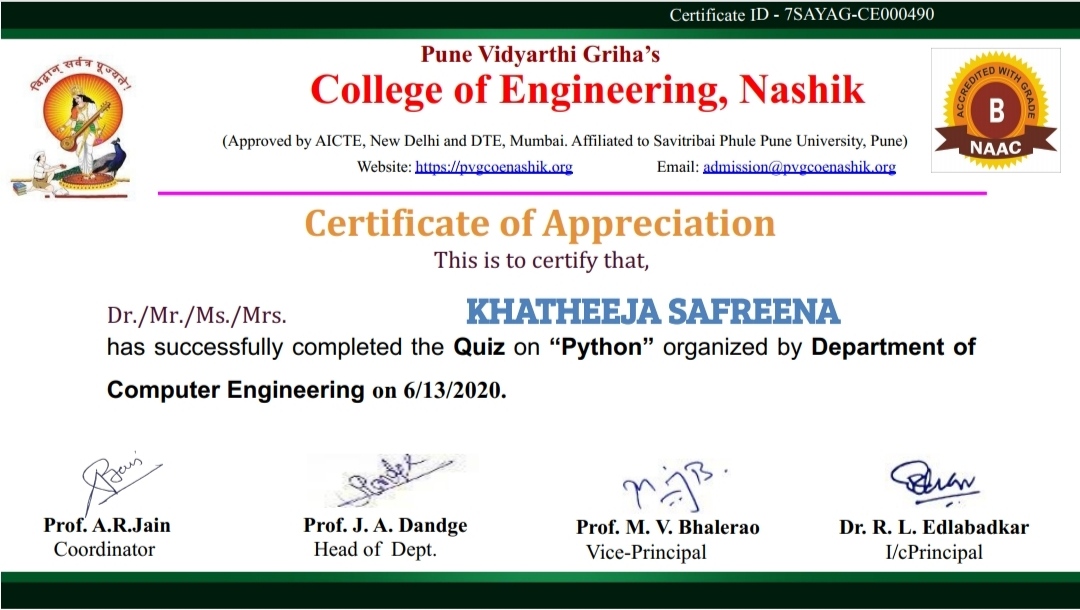 Certificate ID - 7SAYAG-CE000490
Pune Vidyarthi Griha’s
College of Engineering, Nashik
(Approved by AICTE, New Delhi and DTE, Mumbai. Affiliated to Savitribai Phule Pune University, Pune)
Website: https://pvgcoenashik.org Email: admission@pvgcoenashik.org
विद्वान् सर्वत्र पूज्यते!
ACCREDITED WITH GRADE
B
NAAC
Certificate of Appreciation
This is to certify that,
Dr./Mr./Ms./Mrs. KHATHEEJA SAFREENA
has successfully completed the Quiz on “Python” organized by Department of
Computer Engineering on 6/13/2020.
Prof. A.R.Jain Prof. J. A. Dandge Prof. M. V. Bhalerao Dr. R. L. Edlabadkar
Coordinator Head of Dept. Vice-Principal I/cPrincipal